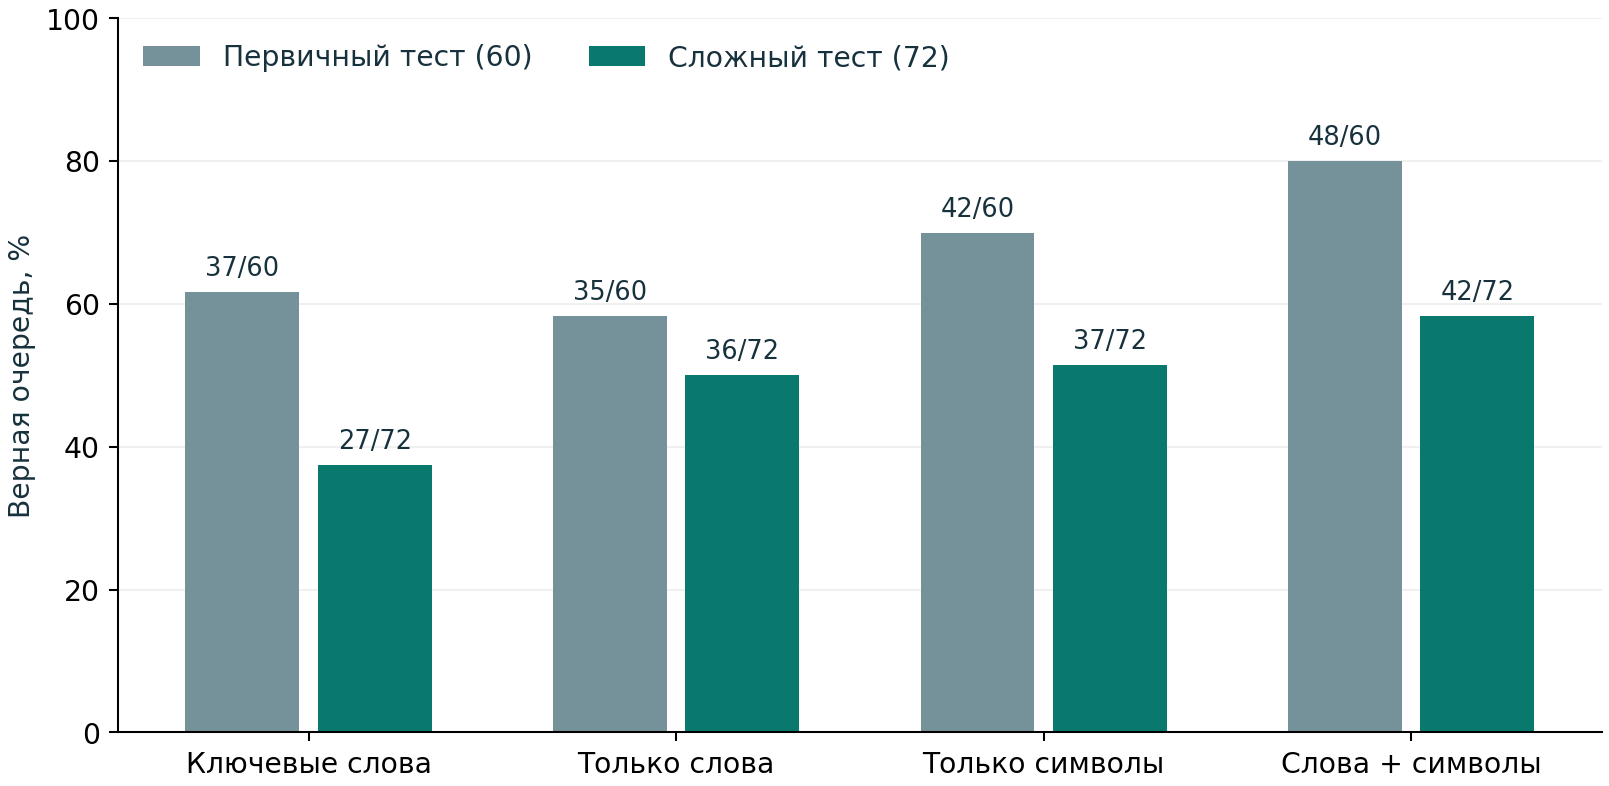 Первичный тест (60)
Сложный тест (72)
Верная очередь, %
100
80
60
40
20
0
37/60
27/72
35/60
36/72
42/60
37/72
48/60
42/72
Ключевые слова
Только слова
Только символы
Слова + символы